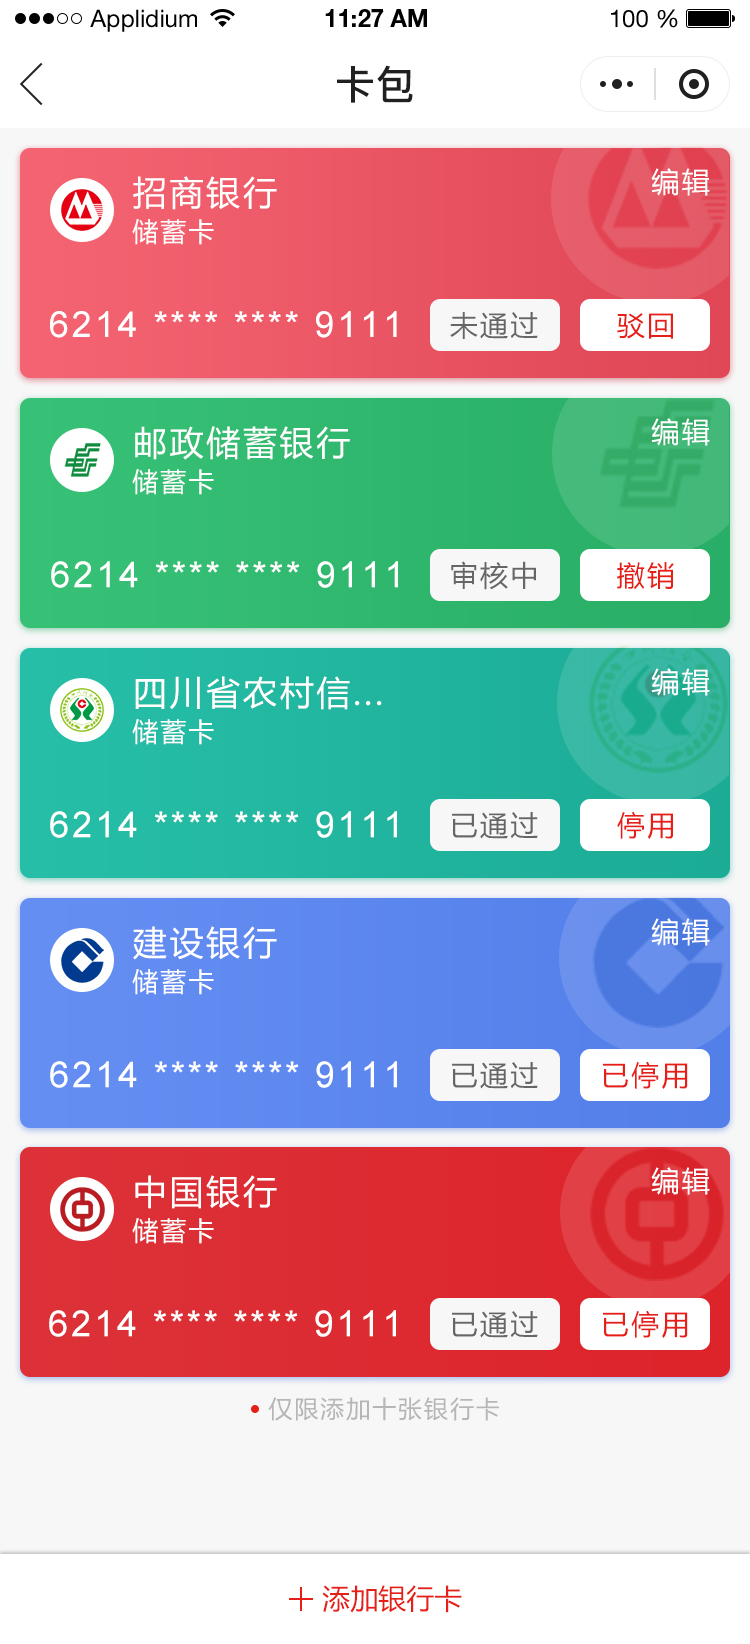 ●●●○○ Applidium 11:27 AM 100 %
卡包
招商银行 编辑
储蓄卡
6214 **** **** 9111 未通过 驳回
邮政储蓄银行 编辑
储蓄卡
6214 **** **** 9111 审核中 撤销
四川省农村信... 编辑
储蓄卡
6214 **** **** 9111 已通过 停用
建设银行 编辑
储蓄卡
6214 **** **** 9111 已通过 已停用
中国银行 编辑
储蓄卡
6214 **** **** 9111 已通过 已停用
• 仅限添加十张银行卡
+ 添加银行卡